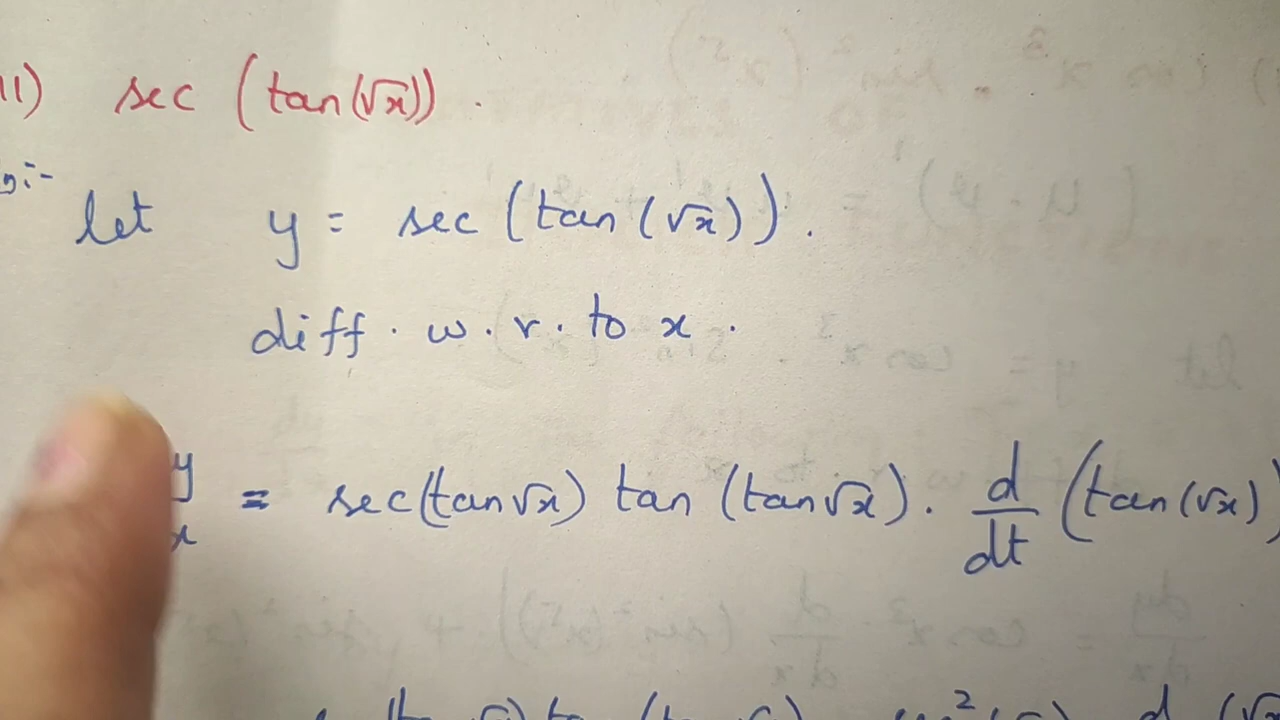 11) sec (tan(√x)) .
let y = sec (tan (√x)) .
diff . w . r . to x .
y/x = sec(tan√x) tan (tan√x) . d/dt (tan(√x)